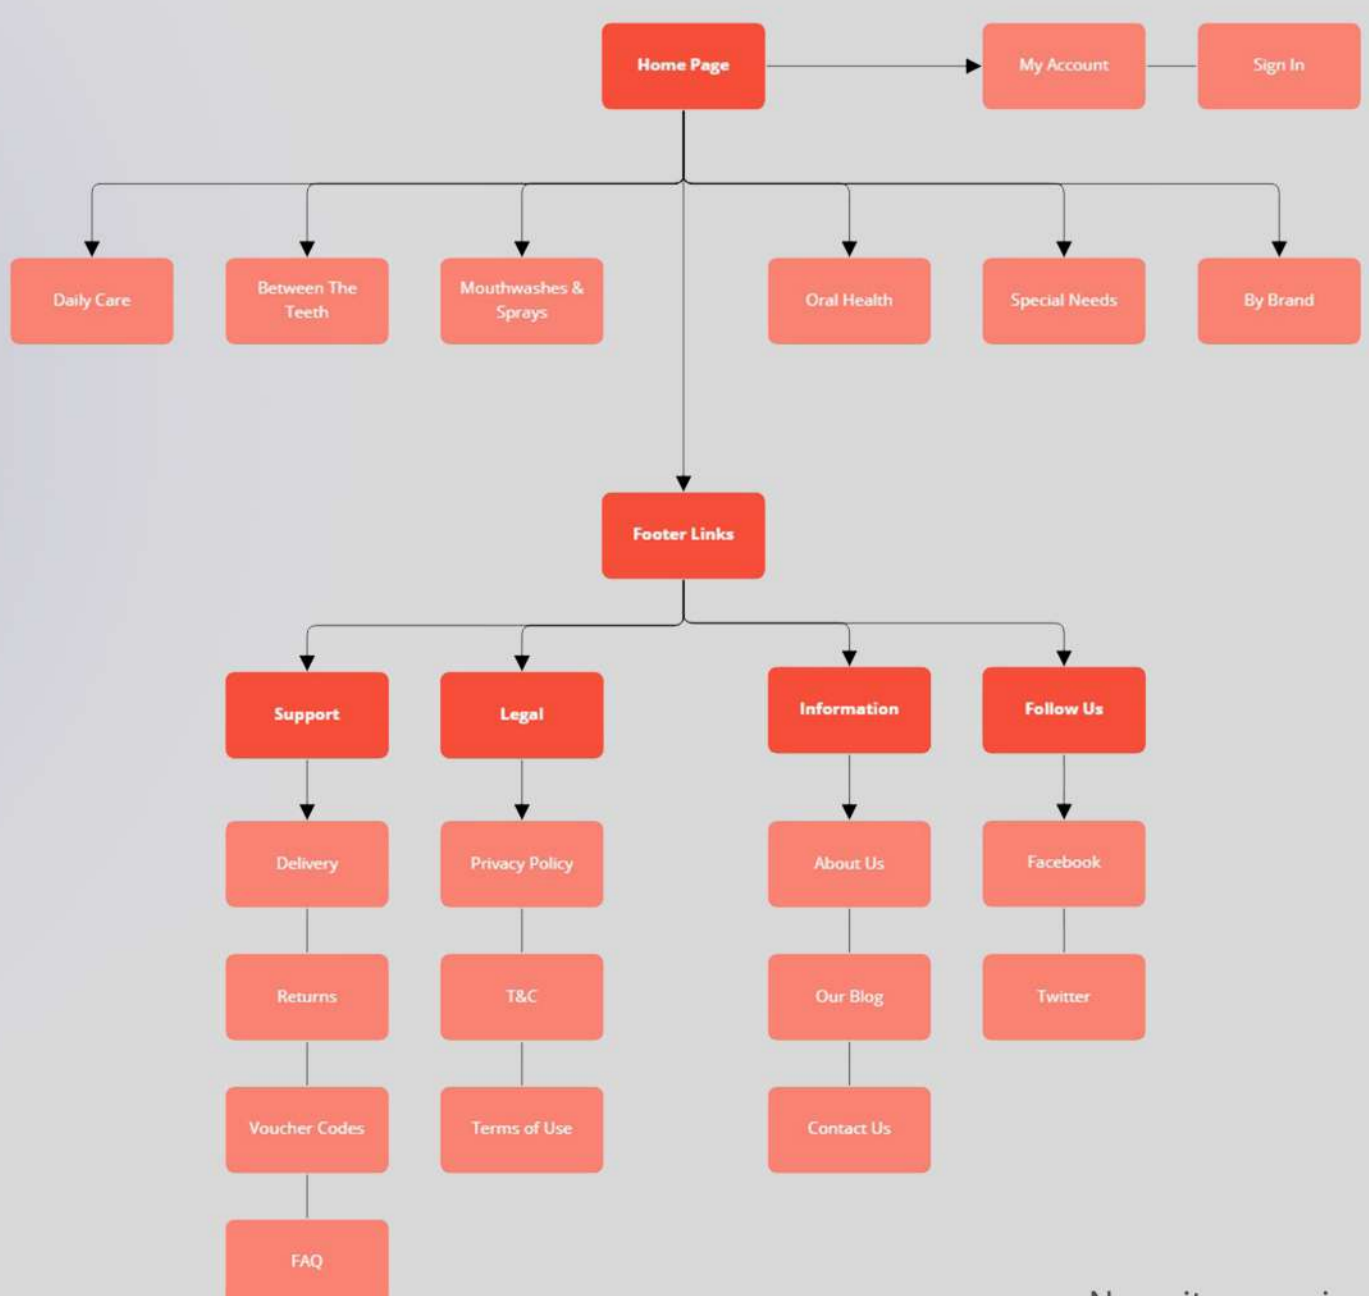 Home Page
My Account
Sign In
Daily Care
Between The
Teeth
Mouthwashes &
Sprays
Oral Health
Special Needs
By Brand
Footer Links
Support
Legal
Information
Follow Us
Delivery
Privacy Policy
About Us
Facebook
Returns
T&C
Our Blog
Twitter
Voucher Codes
Terms of Use
Contact Us
FAQ